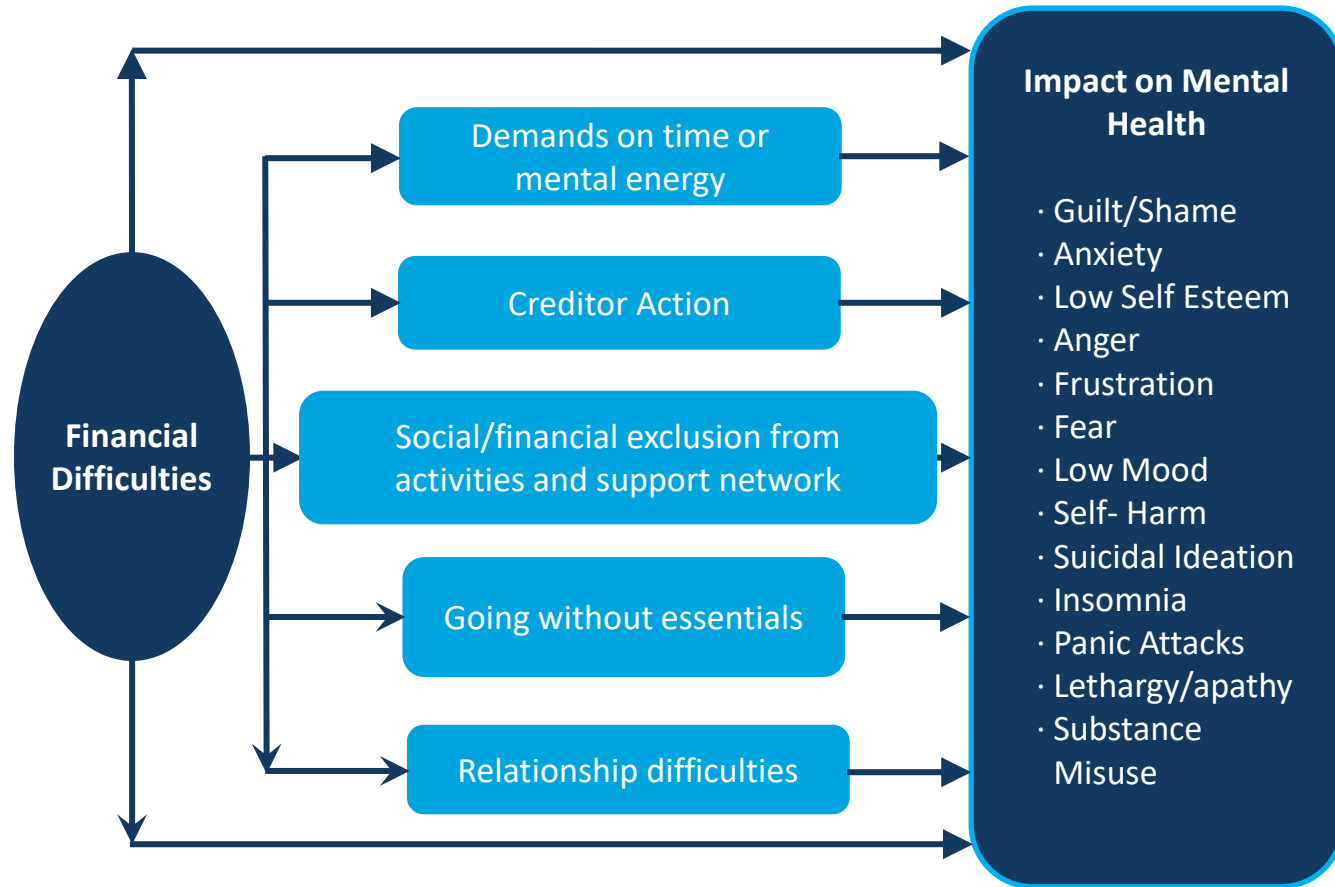 Financial
Difficulties
Demands on time or
mental energy
Creditor Action
Social/financial exclusion from
activities and support network
Going without essentials
Relationship difficulties
Impact on Mental
Health
· Guilt/Shame
· Anxiety
· Low Self Esteem
· Anger
· Frustration
· Fear
· Low Mood
· Self- Harm
· Suicidal Ideation
· Insomnia
· Panic Attacks
· Lethargy/apathy
· Substance
Misuse